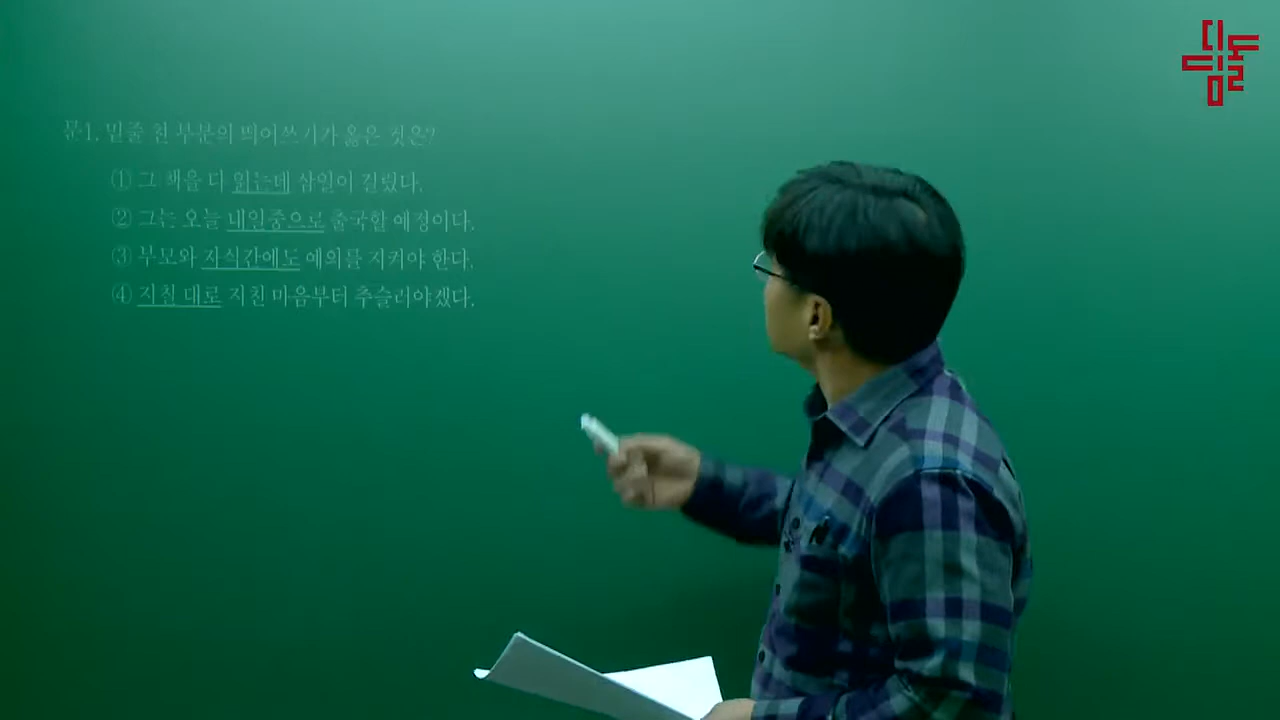 디딤돌
문1. 밑줄 친 부분의 띄어쓰기가 옳은 것은?
① 그 책을 다 읽는데 삼일이 걸렸다.
② 그는 오늘 내일중으로 출국할 예정이다.
③ 부모와 자식간에도 예의를 지켜야 한다.
④ 지친 대로 지친 마음부터 추슬러야겠다.